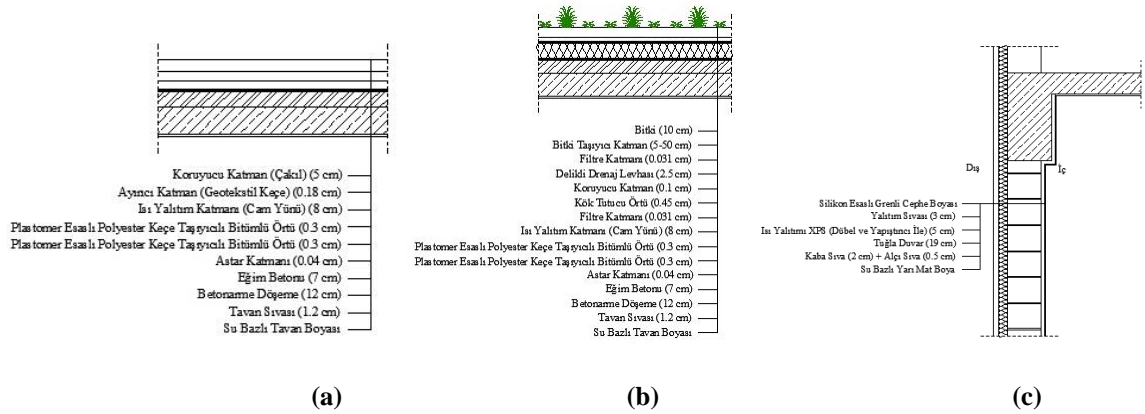 Koruyucu Katman (Çakıl) (5 cm)
Ayırıcı Katman (Geotekstil Keçe) (0.18 cm)
Isı Yalıtım Katmanı (Cam Yünü) (8 cm)
Plastomer Esaslı Polyester Keçe Taşıyıcılı Bitümlü Örtü (0.3 cm)
Plastomer Esaslı Polyester Keçe Taşıyıcılı Bitümlü Örtü (0.3 cm)
Astar Katmanı (0.04 cm)
Eğim Betonu (7 cm)
Betonarme Döşeme (12 cm)
Tavan Sıvası (1.2 cm)
Su Bazlı Tavan Boyası
(a)
Bitki (10 cm)
Bitki Taşıyıcı Katman (5-50 cm)
Filtre Katmanı (0.031 cm)
Delikli Drenaj Levhası (2.5 cm)
Koruyucu Katman (0.1 cm)
Kök Tutucu Örtü (0.45 cm)
Filtre Katmanı (0.031 cm)
Isı Yalıtım Katmanı (Cam Yünü) (8 cm)
Plastomer Esaslı Polyester Keçe Taşıyıcılı Bitümlü Örtü (0.3 cm)
Plastomer Esaslı Polyester Keçe Taşıyıcılı Bitümlü Örtü (0.3 cm)
Astar Katmanı (0.04 cm)
Eğim Betonu (7 cm)
Betonarme Döşeme (12 cm)
Tavan Sıvası (1.2 cm)
Su Bazlı Tavan Boyası
(b)
Dış
İç
Silikon Esaslı Grenli Cephe Boyası
Yalıtım Sıvası (3 cm)
Isı Yalıtımı XPS (Dübel ve Yapıştırıcı İle) (5 cm)
Tuğla Duvar (19 cm)
Kaba Sıva (2 cm) + Alçı Sıva (0.5 cm)
Su Bazlı Yarı Mat Boya
(c)